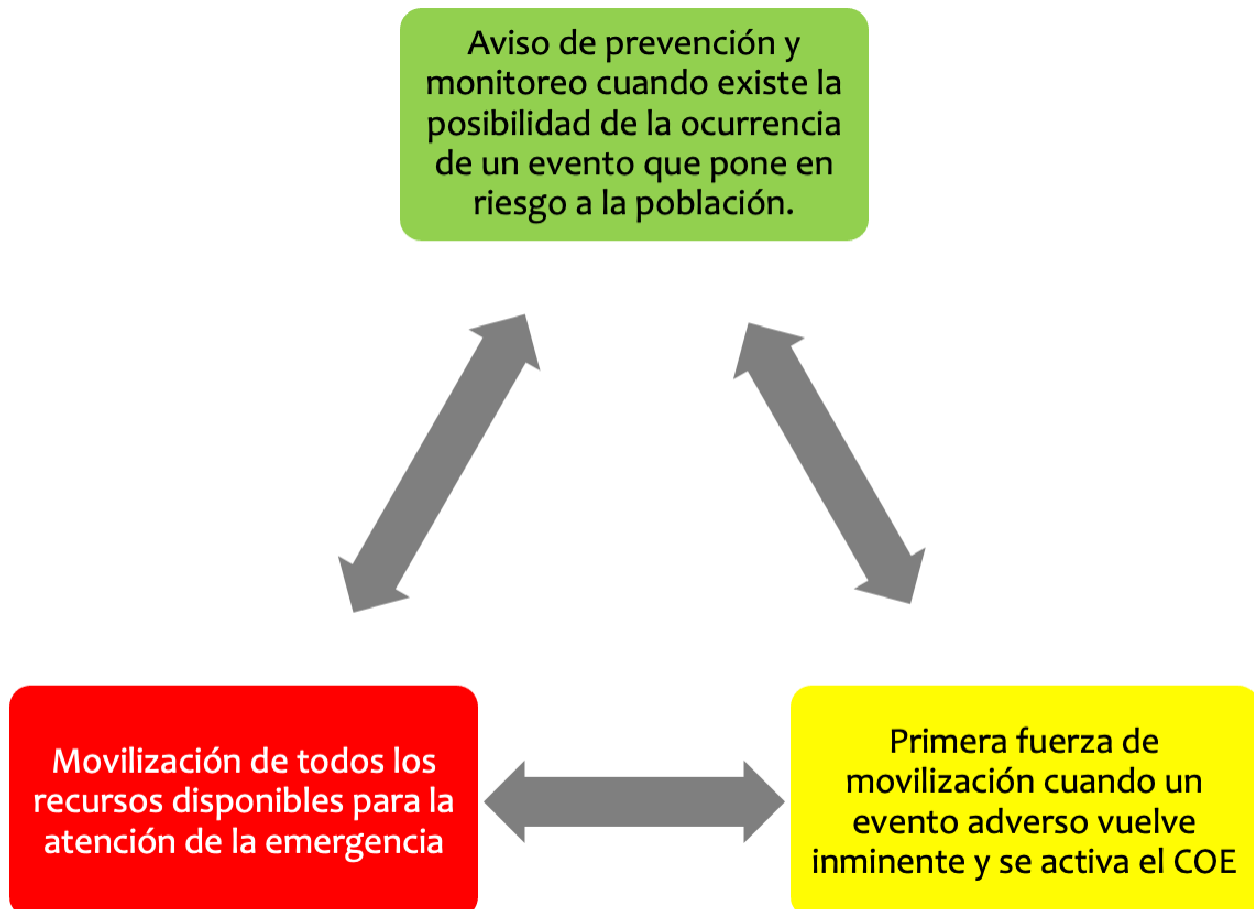 Aviso de prevención y
monitoreo cuando existe la
posibilidad de la ocurrencia
de un evento que pone en
riesgo a la población.
Movilización de todos los
recursos disponibles para la
atención de la emergencia
Primera fuerza de
movilización cuando un
evento adverso vuelve
inminente y se activa el COE